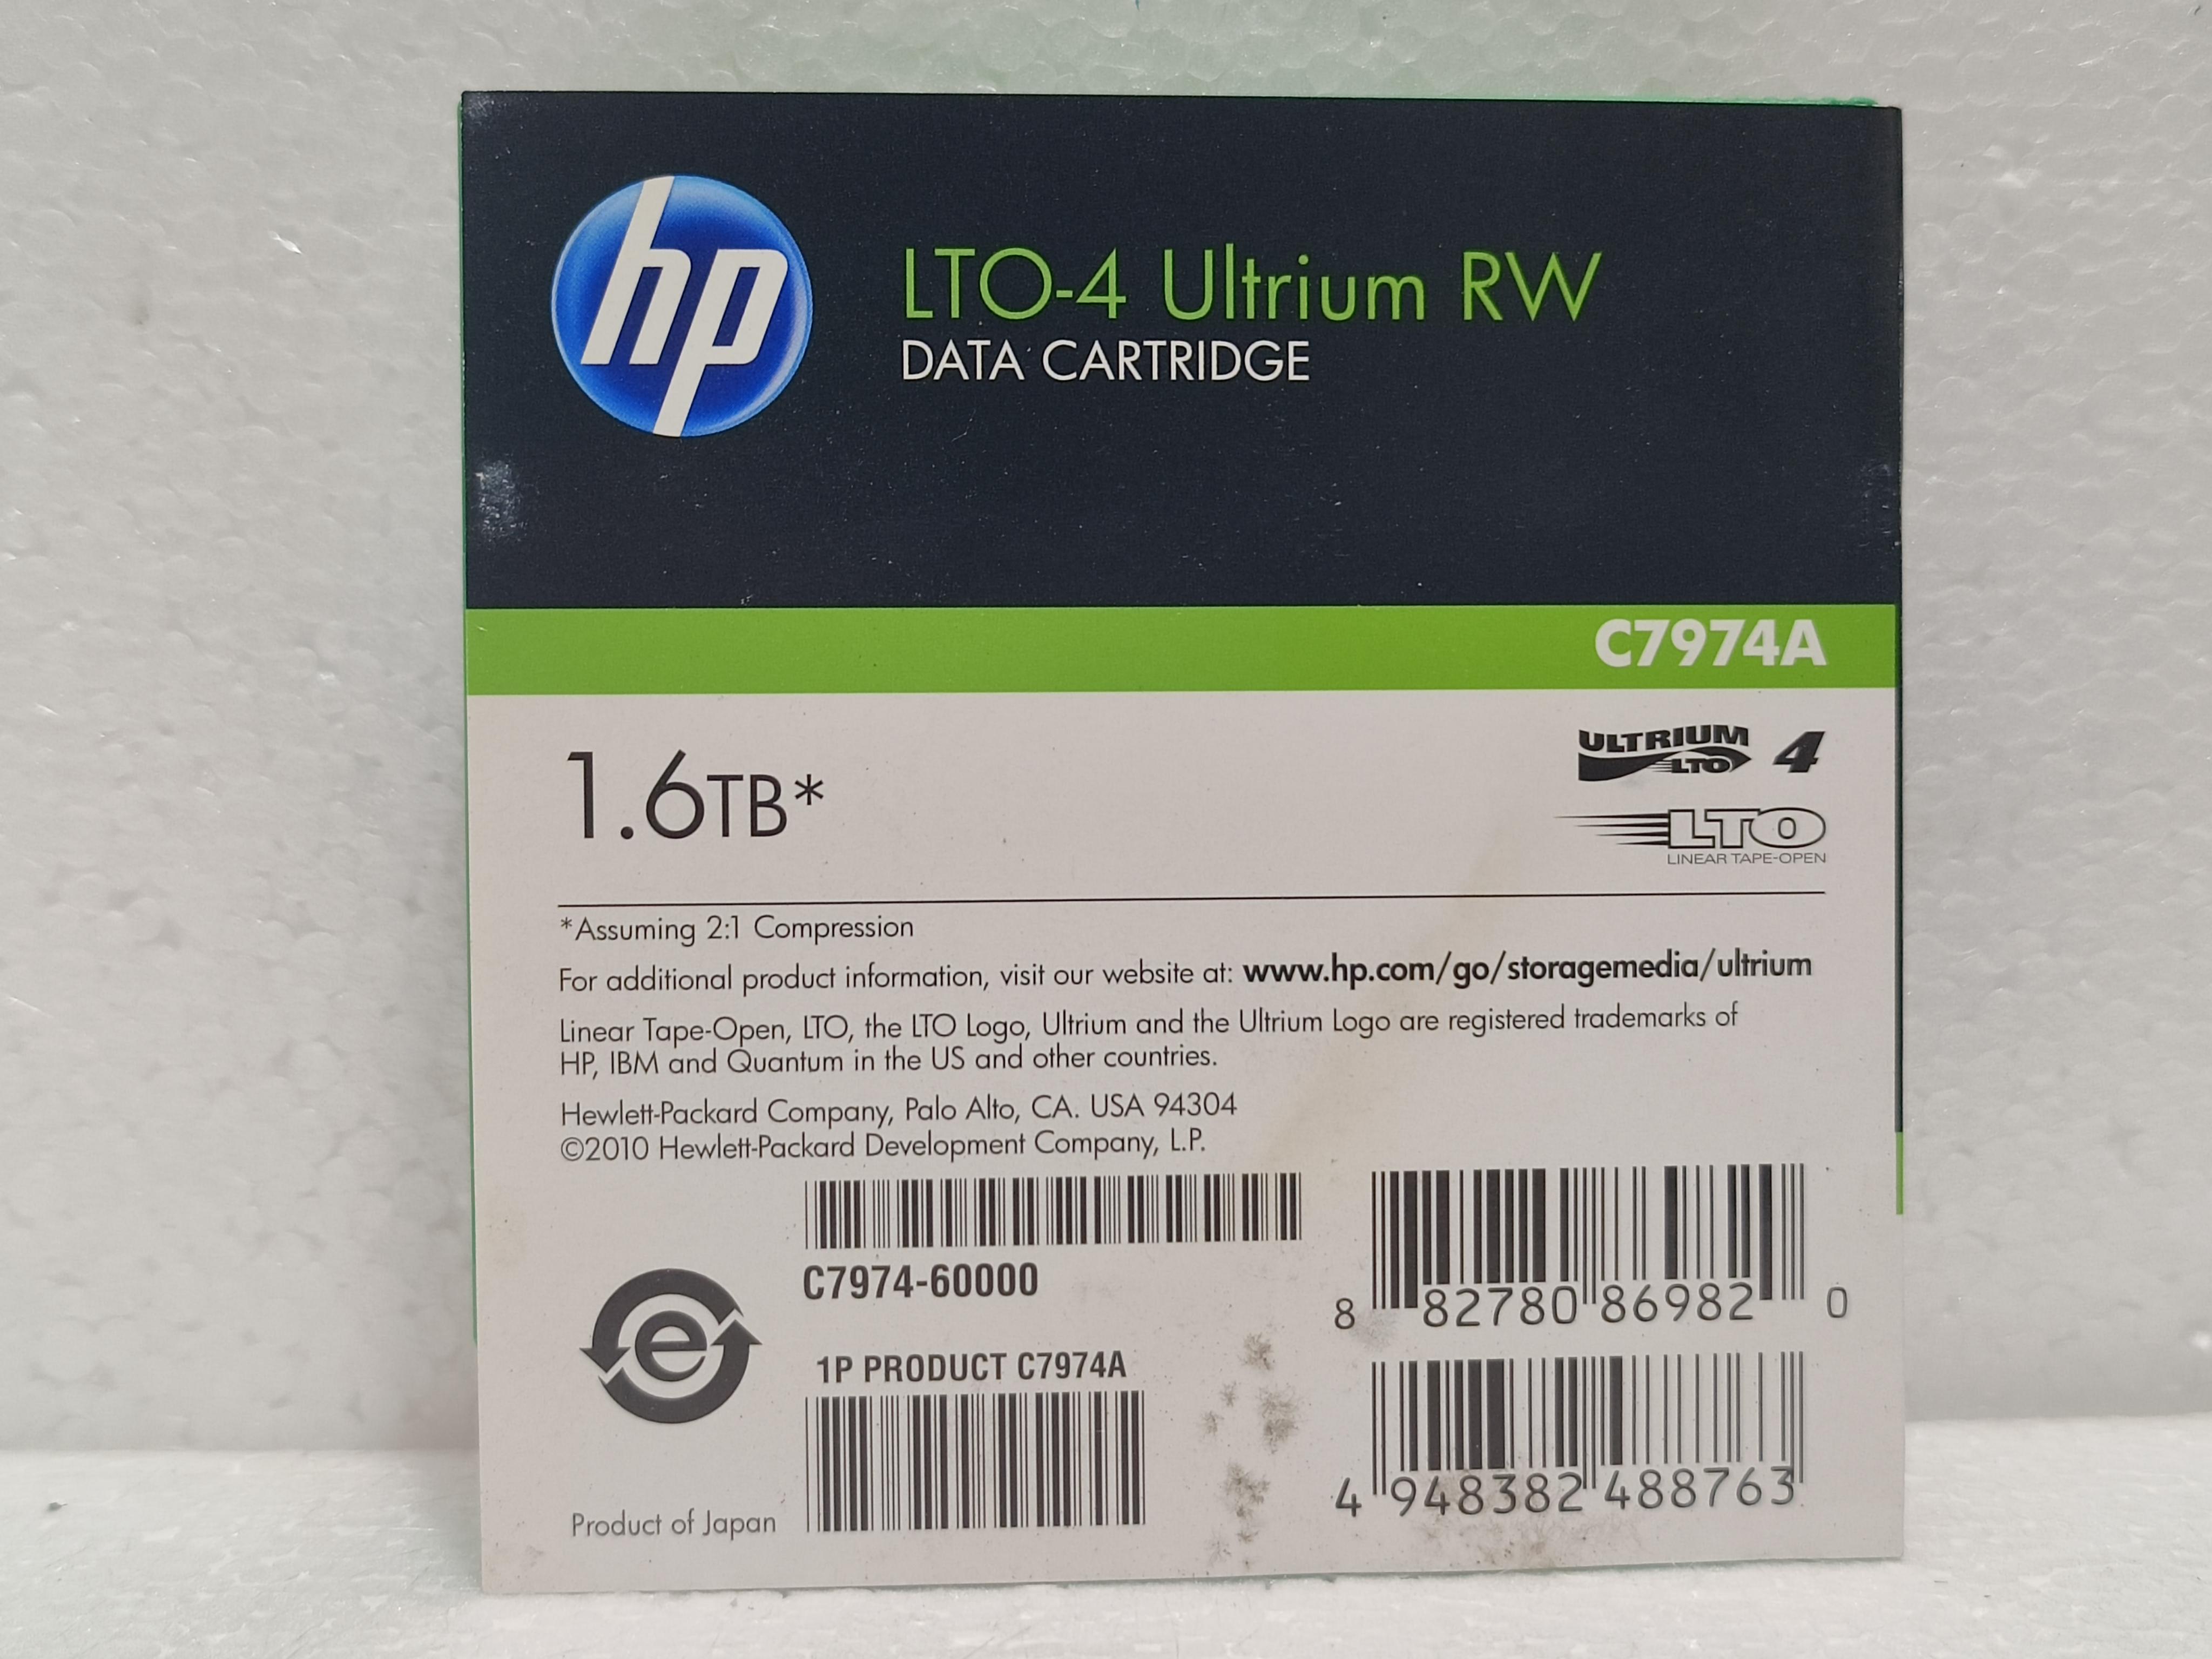 hp
LTO-4 Ultrium RW
DATA CARTRIDGE
C7974A
1.6TB*
ULTRIUM LTO 4
LTO
LINEAR TAPE-OPEN
*Assuming 2:1 Compression
For additional product information, visit our website at: www.hp.com/go/storagemedia/ultrium
Linear Tape-Open, LTO, the LTO Logo, Ultrium and the Ultrium Logo are registered trademarks of
HP, IBM and Quantum in the US and other countries.
Hewlett-Packard Company, Palo Alto, CA. USA 94304
©2010 Hewlett-Packard Development Company, L.P.
C7974-60000
8 82780 86982 0
e
1P PRODUCT C7974A
4 948382 488763
Product of Japan